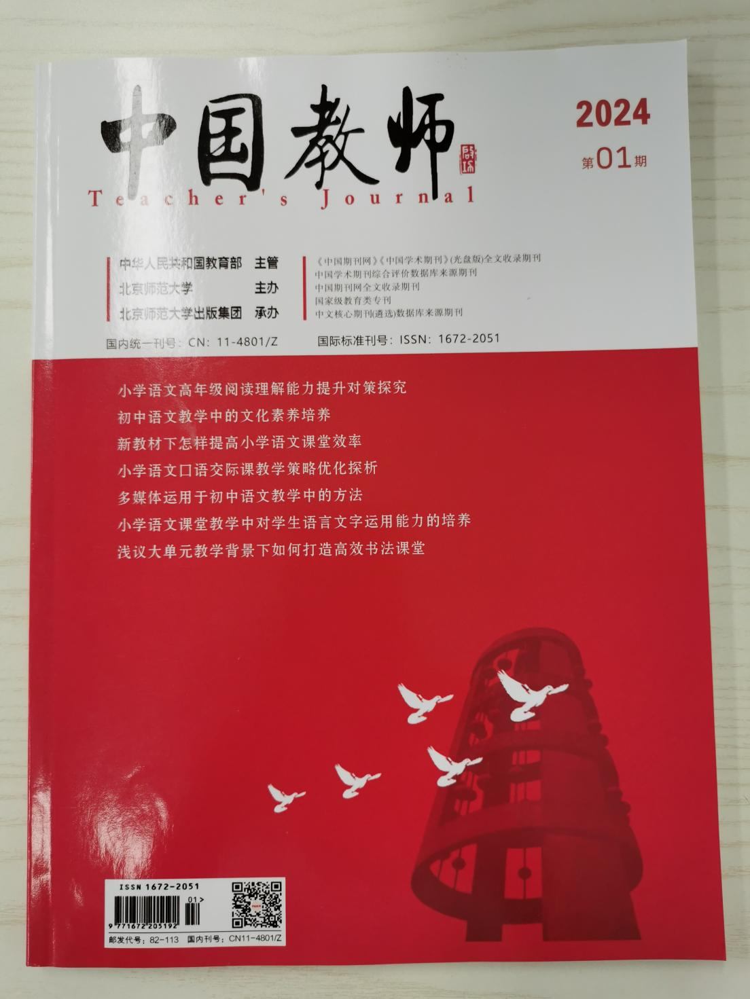 中国教师
启功
Teacher's Journal
2024
第01期
中华人民共和国教育部 主管
北京师范大学 主办
北京师范大学出版集团 承办
《中国期刊网》《中国学术期刊》(光盘版)全文收录期刊
中国学术期刊综合评价数据库来源期刊
中国期刊网全文收录期刊
国家级教育类专刊
中文核心期刊(遴选)数据库来源期刊
国内统一刊号：CN：11-4801/Z 国际标准刊号：ISSN：1672-2051
小学语文高年级阅读理解能力提升对策探究
初中语文教学中的文化素养培养
新教材下怎样提高小学语文课堂效率
小学语文口语交际课教学策略优化探析
多媒体运用于初中语文教学中的方法
小学语文课堂教学中对学生语言文字运用能力的培养
浅议大单元教学背景下如何打造高效书法课堂
ISSN 1672-2051
01>
9 771672 205192
邮发代号：82-113 国内刊号：CN11-4801/Z